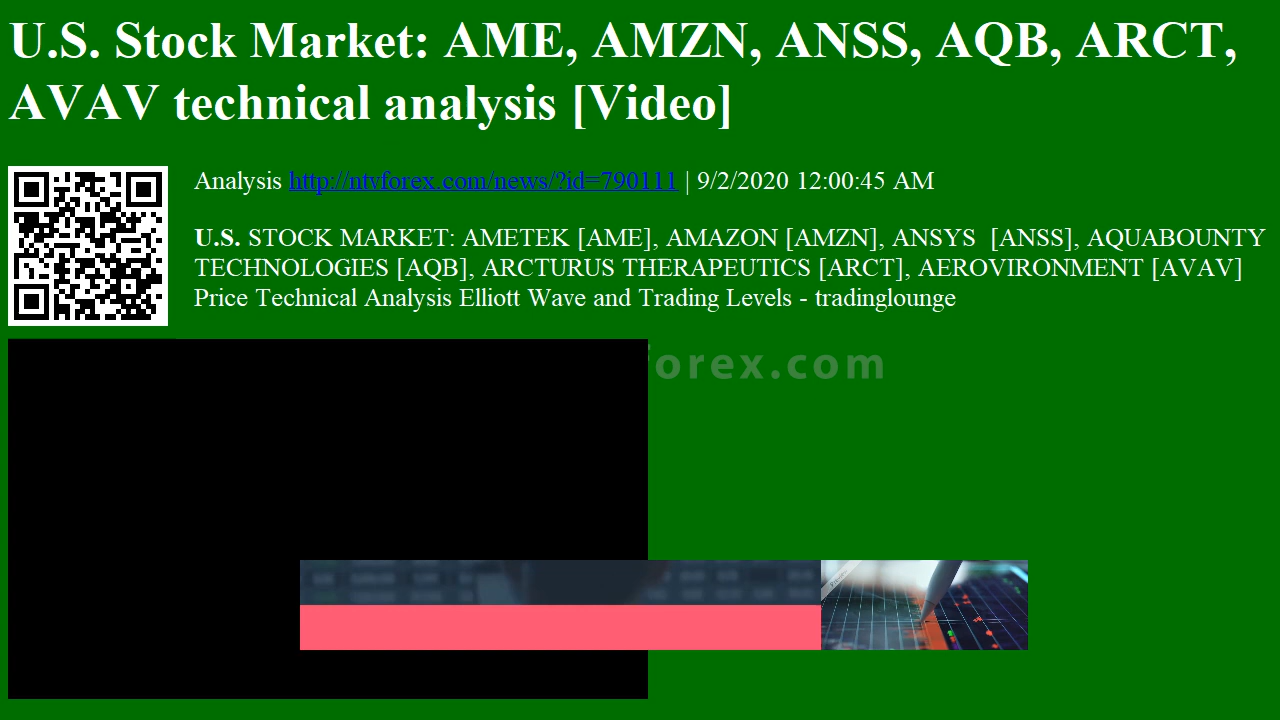 U.S. Stock Market: AME, AMZN, ANSS, AQB, ARCT,
AVAV technical analysis [Video]
Analysis http://ntvforex.com/news/?id=790111 | 9/2/2020 12:00:45 AM
U.S. STOCK MARKET: AMETEK [AME], AMAZON [AMZN], ANSYS  [ANSS], AQUABOUNTY
TECHNOLOGIES [AQB], ARCTURUS THERAPEUTICS [ARCT], AEROVIRONMENT [AVAV]
Price Technical Analysis Elliott Wave and Trading Levels - tradinglounge
forex.com